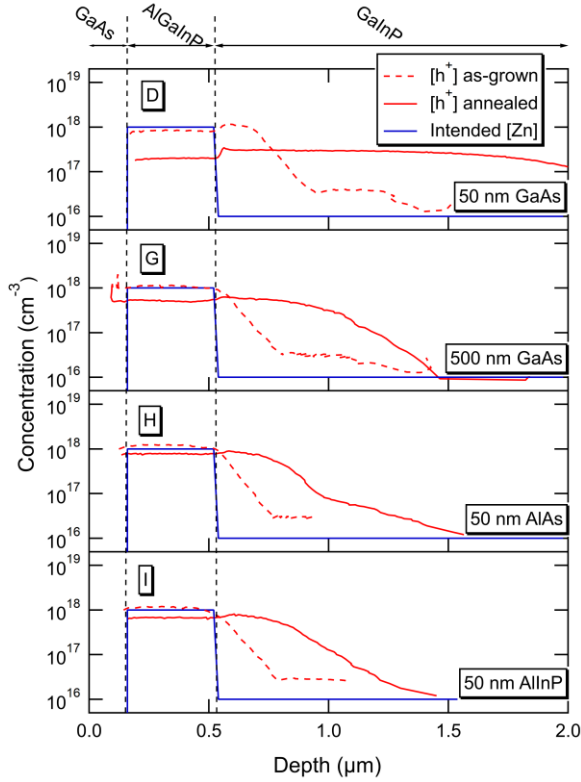 GaAs AlGaInP GaInP
10^19
D
[h+] as-grown
[h+] annealed
Intended [Zn]
10^18
10^17
10^16
50 nm GaAs
10^19
G
10^18
10^17
10^16
500 nm GaAs
10^19
H
10^18
10^17
10^16
50 nm AlAs
10^19
I
10^18
10^17
10^16
50 nm AlInP
Concentration (cm^-3)
0.0 0.5 1.0 1.5 2.0
Depth (μm)